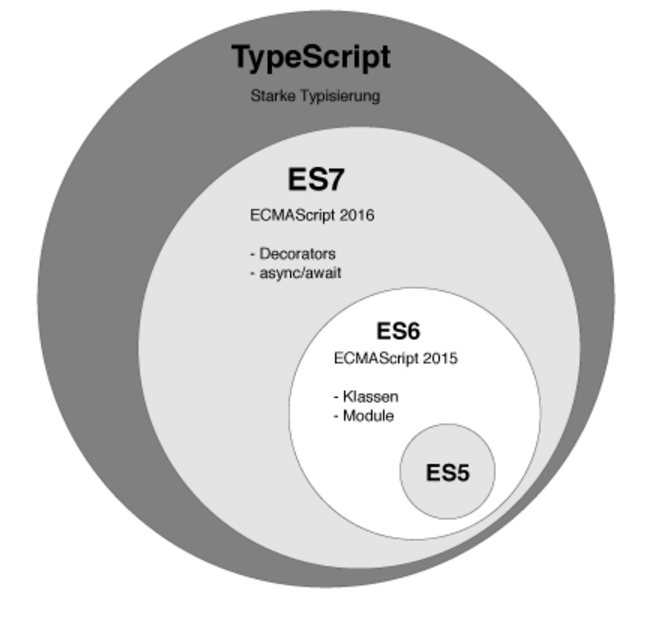 TypeScript
Starke Typisierung
ES7
ECMAScript 2016
- Decorators
- async/await
ES6
ECMAScript 2015
- Klassen
- Module
ES5